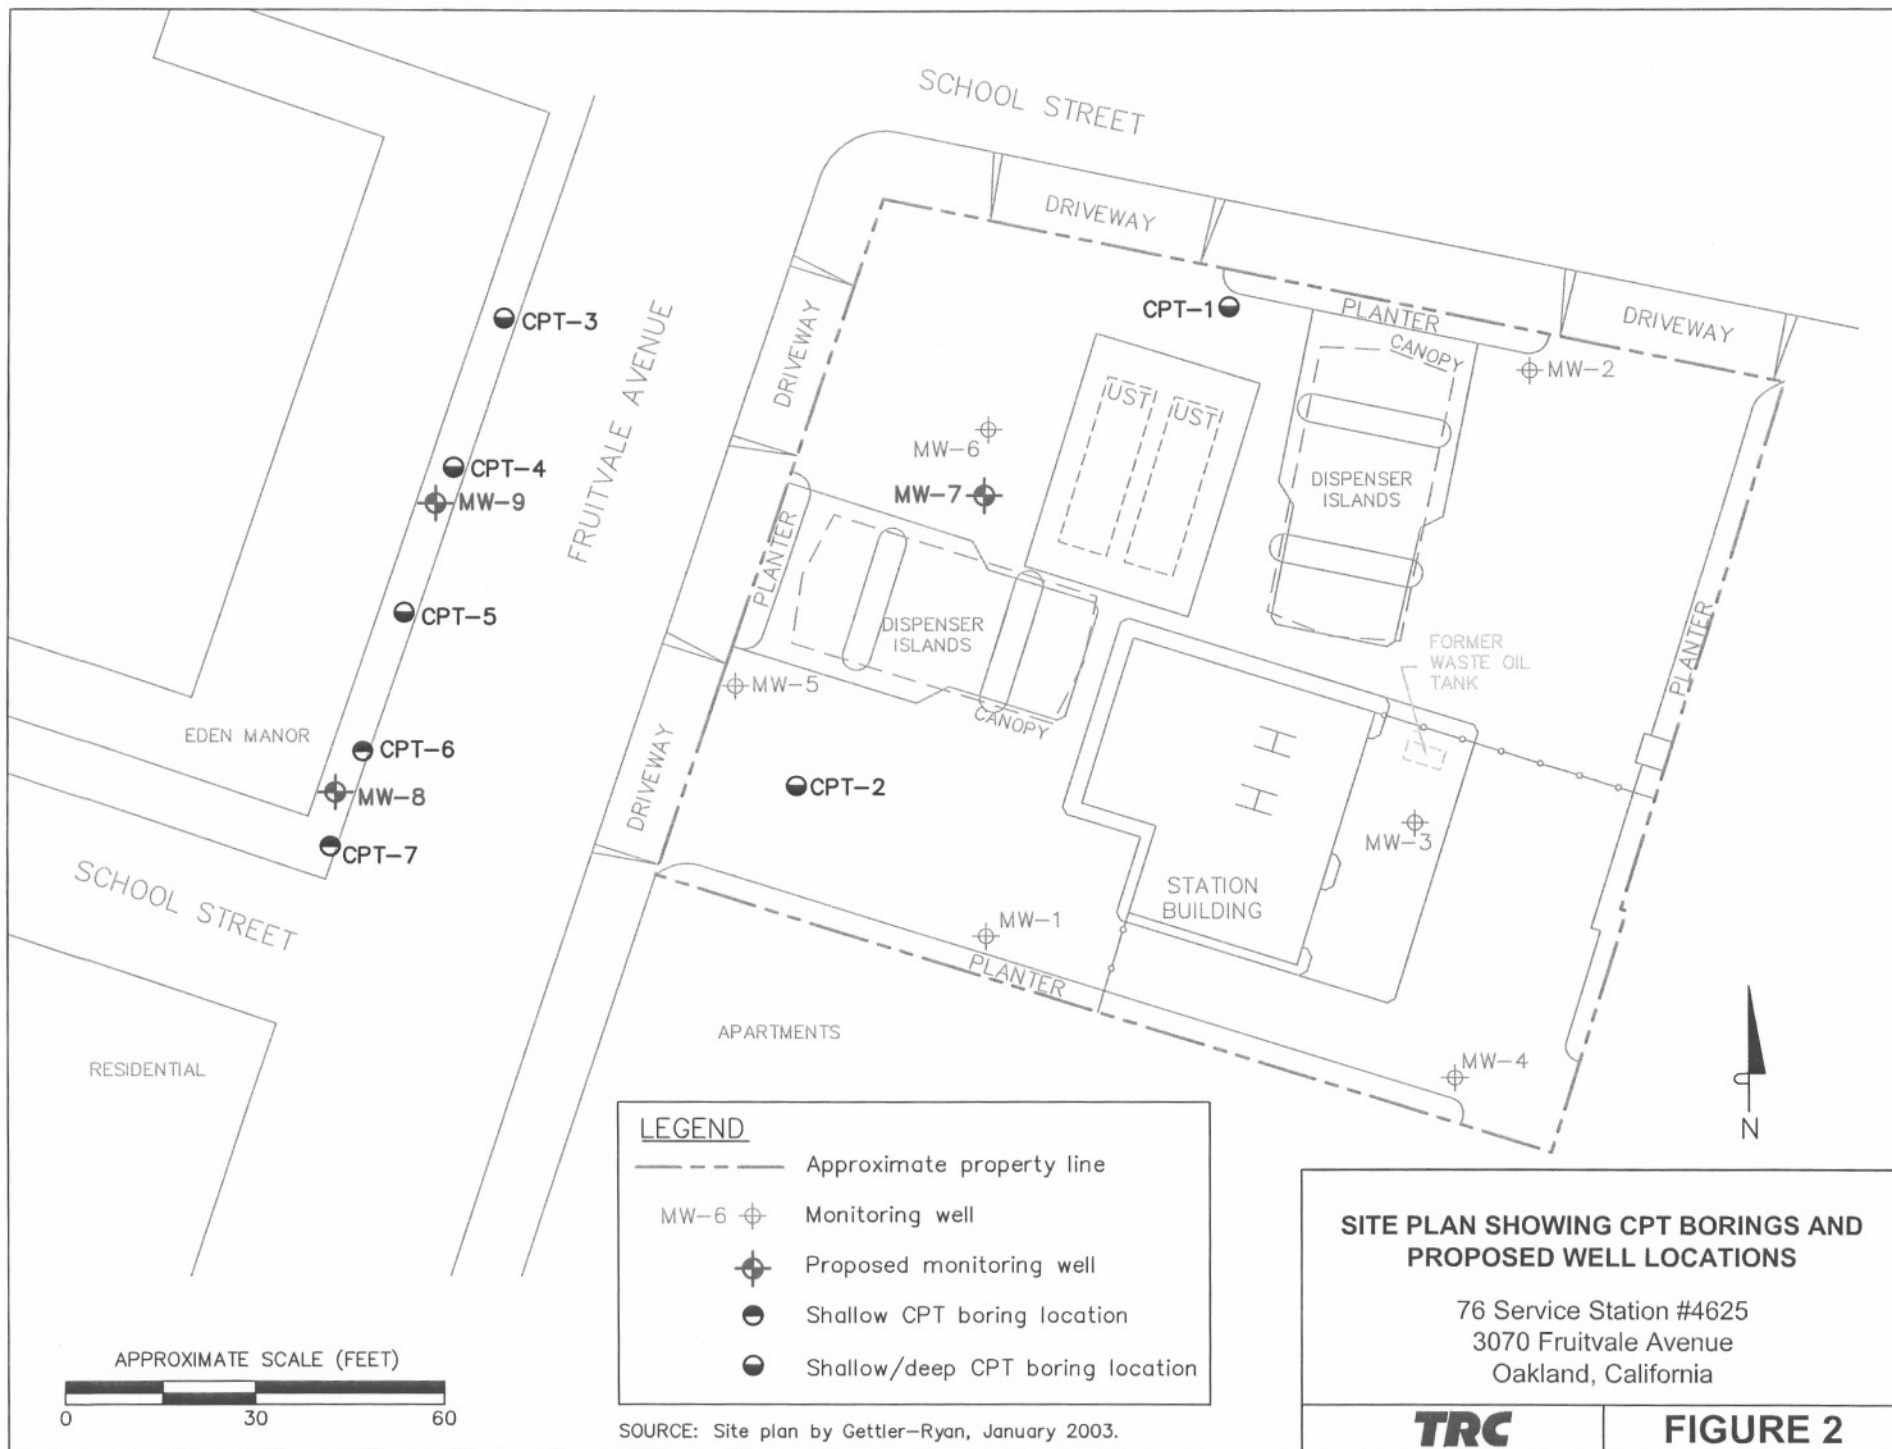 SCHOOL STREET
DRIVEWAY
DRIVEWAY
DRIVEWAY
PLANTER
CPT-1
CANOPY
MW-2
CPT-3
FRUITVALE AVENUE
UST
UST
MW-6
CPT-4
MW-9
MW-7
DISPENSER
ISLANDS
PLANTER
CPT-5
DISPENSER
ISLANDS
PLANTER
FORMER
WASTE OIL
TANK
MW-5
CANOPY
EDEN MANOR
CPT-6
DRIVEWAY
MW-8
CPT-2
CPT-7
MW-3
SCHOOL STREET
STATION
BUILDING
MW-1
PLANTER
APARTMENTS
RESIDENTIAL
MW-4
N
LEGEND
Approximate property line
MW-6 Monitoring well
Proposed monitoring well
Shallow CPT boring location
Shallow/deep CPT boring location
SOURCE: Site plan by Gettler-Ryan, January 2003.
APPROXIMATE SCALE (FEET)
0 30 60
SITE PLAN SHOWING CPT BORINGS AND
PROPOSED WELL LOCATIONS
76 Service Station #4625
3070 Fruitvale Avenue
Oakland, California
TRC
FIGURE 2